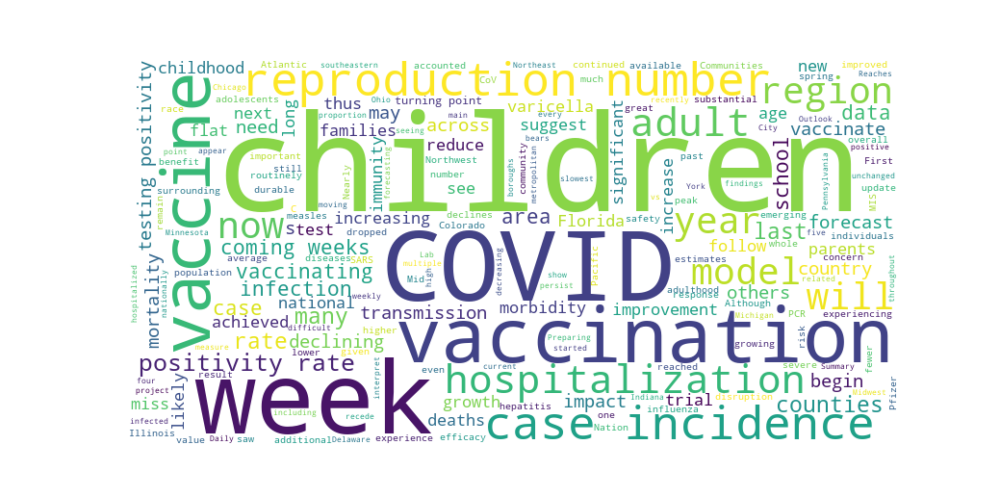 children
COVID
vaccination
week
vaccine
reproduction number
case incidence
hospitalization
region
adult
year
model
will
now
positivity rate
counties
many
infection
rate
declining
coming weeks
vaccinating
case
national
achieved
transmission
morbidity
improvement
others
country
parents
forecast
follow
last
area
Florida
increasing
test
flat
need
next
thus
may
families
long
immunity
turning point
across
reduce
see
varicella
suggest
significant
increase
school
age
data
new
vaccinate
childhood
testing positivity
mortality
likely
miss
impact
growth
deaths
trial
begin
Atlantic
southeastern
accounted
continued
Northeast
available
Communities
improved
Reaches
Chicago
CoV
much
spring
adolescents
Ohio
proportion
main
every
great
recently
substantial
City
Outlook
positive
race
point
appear
important
still
seeing
bears
overall
First
benefit
routinely
Northwest
number
community
boroughs
metropolitan
slowest
past
York
findings
Pennsylvania
unchanged
update
MIS
remain
surrounding
durable
forecasting
Nearly
peak
Minnesota
measles
moving
dropped
declines
Colorado
safety
emerging
five
individuals
whole
concern
average
diseases
SARS
Lab
multiple
Mid
high
decreasing
show
persist
Pacific
estimates
adulthood
response
Although
related
experiencing
throughout
hospitalized
nationally
population
weekly
difficult
higher
Michigan
PCR
risk
growing
measure
lower
given
Preparing
started
reached
severe
Summary
fewer
four
project
result
interpret
even
current
Indiana
influenza
disruption
Midwest
Pfizer
infected
including
recede
hepatitis
one
Nation
Illinois
value
Daily
saw
additional
Delaware
experience
efficacy